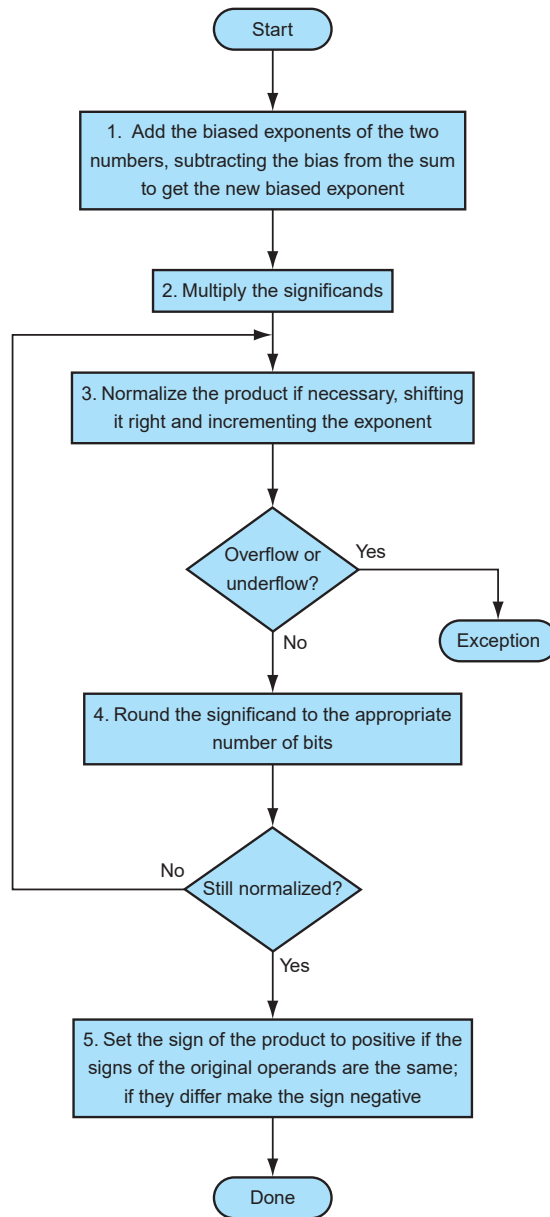 Start
1. Add the biased exponents of the two
numbers, subtracting the bias from the sum
to get the new biased exponent
2. Multiply the significands
3. Normalize the product if necessary, shifting
it right and incrementing the exponent
Overflow or
underflow?
Yes
Exception
No
4. Round the significand to the appropriate
number of bits
No
Still normalized?
Yes
5. Set the sign of the product to positive if the
signs of the original operands are the same;
if they differ make the sign negative
Done